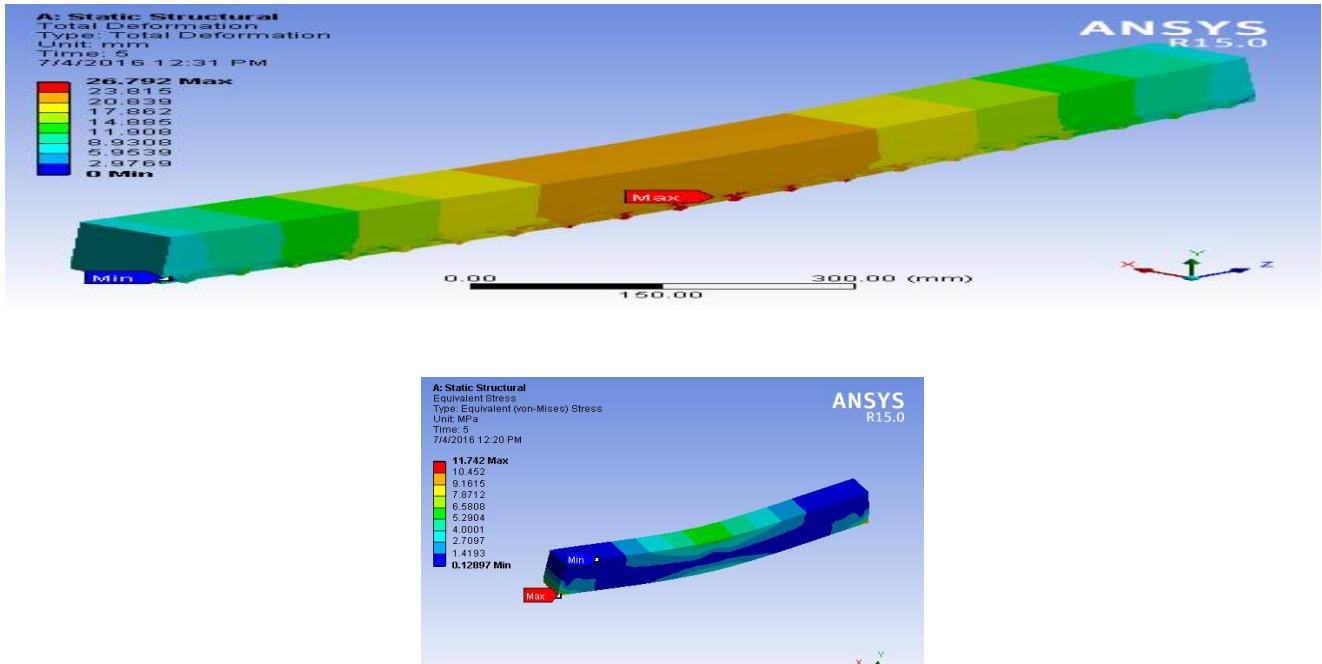 A: Static Structural
Total Deformation
Type: Total Deformation
Unit: mm
Time: 5
7/4/2016 12:31 PM
ANSYS
R15.0
26.792 Max
23.815
20.839
17.862
14.885
11.908
8.9308
5.9539
2.9769
0 Min
Max
Min
0.00
300.00 (mm)
150.00
X
Y
Z
A: Static Structural
Equivalent Stress
Type: Equivalent (von-Mises) Stress
Unit: MPa
Time: 5
7/4/2016 12:20 PM
ANSYS
R15.0
11.742 Max
10.452
9.1615
7.8712
6.5808
5.2904
4.0001
2.7097
1.4193
0.12897 Min
Min
Max
X
Y